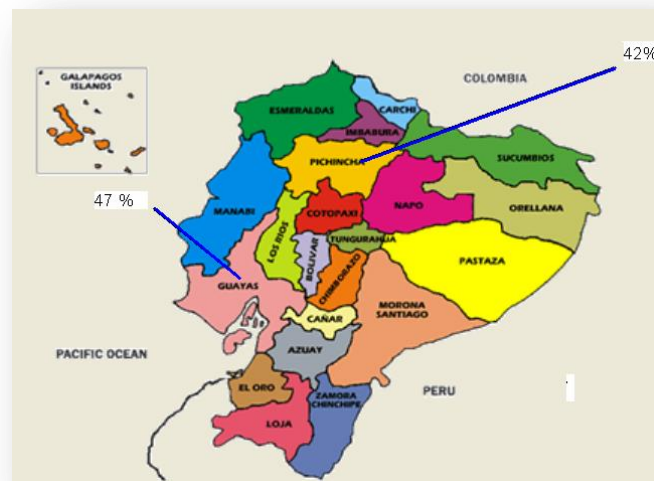 42%
GALAPAGOS
ISLANDS
COLOMBIA
ESMERALDAS
CARCHI
IMBABURA
PICHINCHA
SUCUMBIOS
47 %
MANABI
COTOPAXI
NAPO
ORELLANA
LOS RIOS
TUNGURAHUA
BOLIVAR
PASTAZA
CHIMBORAZO
GUAYAS
MORONA
SANTIAGO
CAÑAR
PACIFIC OCEAN
AZUAY
EL ORO
ZAMORA
CHINCHIPE
PERU
LOJA